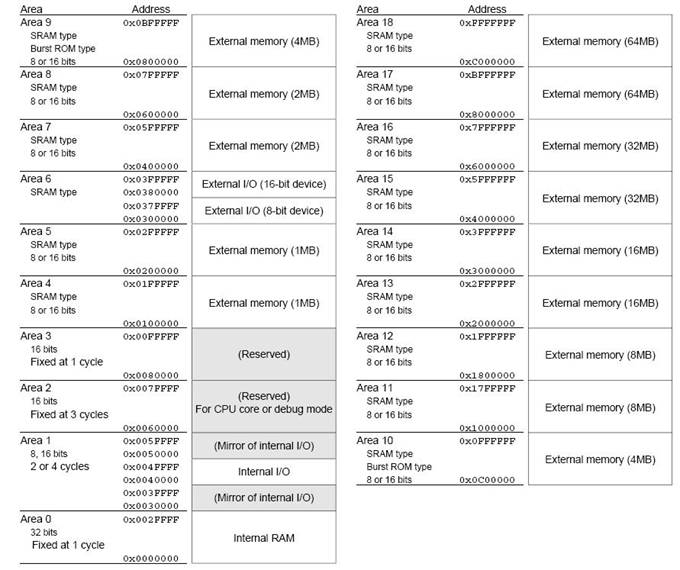 Area Address
Area 9 0x0BFFFFF
SRAM type
Burst ROM type
8 or 16 bits 0x0800000
External memory (4MB)
Area 8 0x07FFFFF
SRAM type
8 or 16 bits
0x0600000
External memory (2MB)
Area 7 0x05FFFFF
SRAM type
8 or 16 bits
0x0400000
External memory (2MB)
Area 6 0x03FFFFF
SRAM type 0x0380000
External I/O (16-bit device)
0x037FFFF
0x0300000
External I/O (8-bit device)
Area 5 0x02FFFFF
SRAM type
8 or 16 bits
0x0200000
External memory (1MB)
Area 4 0x01FFFFF
SRAM type
8 or 16 bits
0x0100000
External memory (1MB)
Area 3 0x00FFFFF
16 bits
Fixed at 1 cycle
0x0080000
(Reserved)
Area 2 0x007FFFF
16 bits
Fixed at 3 cycles
0x0060000
(Reserved)
For CPU core or debug mode
Area 1 0x005FFFF
8, 16 bits 0x0050000
(Mirror of internal I/O)
2 or 4 cycles 0x004FFFF
0x0040000
Internal I/O
0x003FFFF
0x0030000
(Mirror of internal I/O)
Area 0 0x002FFFF
32 bits
Fixed at 1 cycle
0x0000000
Internal RAM
Area Address
Area 18 0xFFFFFFF
SRAM type
8 or 16 bits
0xC000000
External memory (64MB)
Area 17 0xBFFFFFF
SRAM type
8 or 16 bits
0x8000000
External memory (64MB)
Area 16 0x7FFFFFF
SRAM type
8 or 16 bits
0x6000000
External memory (32MB)
Area 15 0x5FFFFFF
SRAM type
8 or 16 bits
0x4000000
External memory (32MB)
Area 14 0x3FFFFFF
SRAM type
8 or 16 bits
0x3000000
External memory (16MB)
Area 13 0x2FFFFFF
SRAM type
8 or 16 bits
0x2000000
External memory (16MB)
Area 12 0x1FFFFFF
SRAM type
8 or 16 bits
0x1800000
External memory (8MB)
Area 11 0x17FFFFF
SRAM type
8 or 16 bits
0x1000000
External memory (8MB)
Area 10 0x0FFFFFF
SRAM type
Burst ROM type
8 or 16 bits 0x0C00000
External memory (4MB)